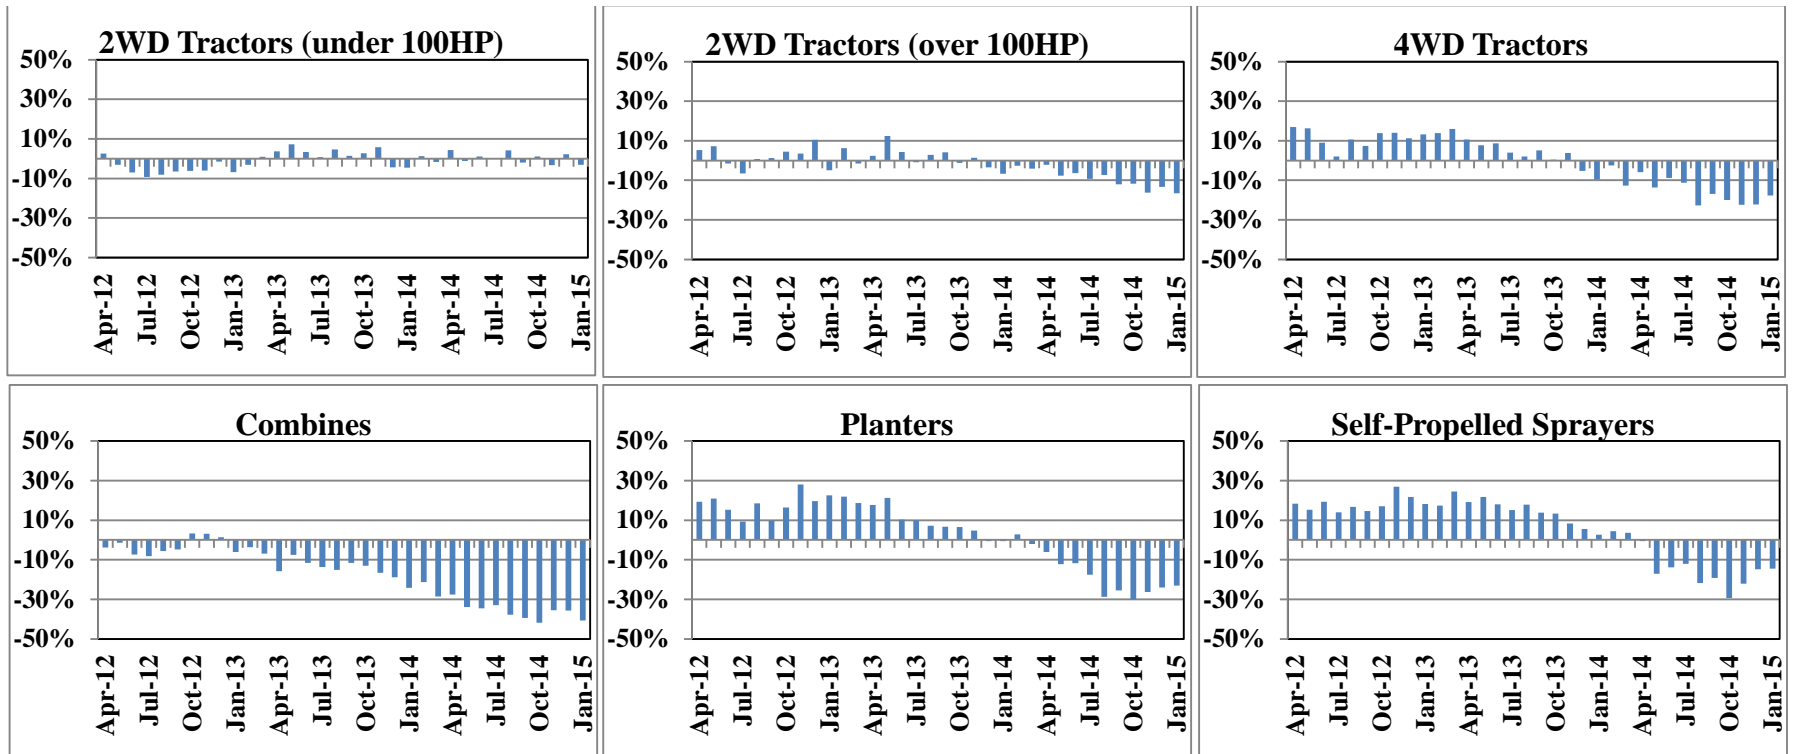 2WD Tractors (under 100HP)
50%
30%
10%
-10%
-30%
-50%
Apr-12
Jul-12
Oct-12
Jan-13
Apr-13
Jul-13
Oct-13
Jan-14
Apr-14
Jul-14
Oct-14
Jan-15
2WD Tractors (over 100HP)
50%
30%
10%
-10%
-30%
-50%
Apr-12
Jul-12
Oct-12
Jan-13
Apr-13
Jul-13
Oct-13
Jan-14
Apr-14
Jul-14
Oct-14
Jan-15
4WD Tractors
50%
30%
10%
-10%
-30%
-50%
Apr-12
Jul-12
Oct-12
Jan-13
Apr-13
Jul-13
Oct-13
Jan-14
Apr-14
Jul-14
Oct-14
Jan-15
Combines
50%
30%
10%
-10%
-30%
-50%
Apr-12
Jul-12
Oct-12
Jan-13
Apr-13
Jul-13
Oct-13
Jan-14
Apr-14
Jul-14
Oct-14
Jan-15
Planters
50%
30%
10%
-10%
-30%
-50%
Apr-12
Jul-12
Oct-12
Jan-13
Apr-13
Jul-13
Oct-13
Jan-14
Apr-14
Jul-14
Oct-14
Jan-15
Self-Propelled Sprayers
50%
30%
10%
-10%
-30%
-50%
Apr-12
Jul-12
Oct-12
Jan-13
Apr-13
Jul-13
Oct-13
Jan-14
Apr-14
Jul-14
Oct-14
Jan-15